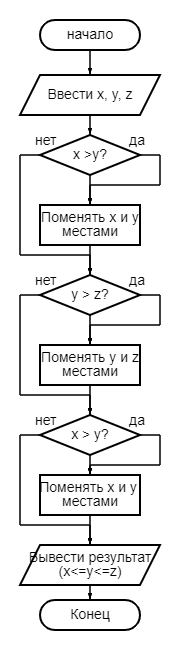 начало
Ввести x, y, z
нет
да
x >y?
Поменять x и y
местами
нет
да
y > z?
Поменять y и z
местами
нет
да
x > y?
Поменять x и y
местами
Вывести результат
(x<=y<=z)
Конец